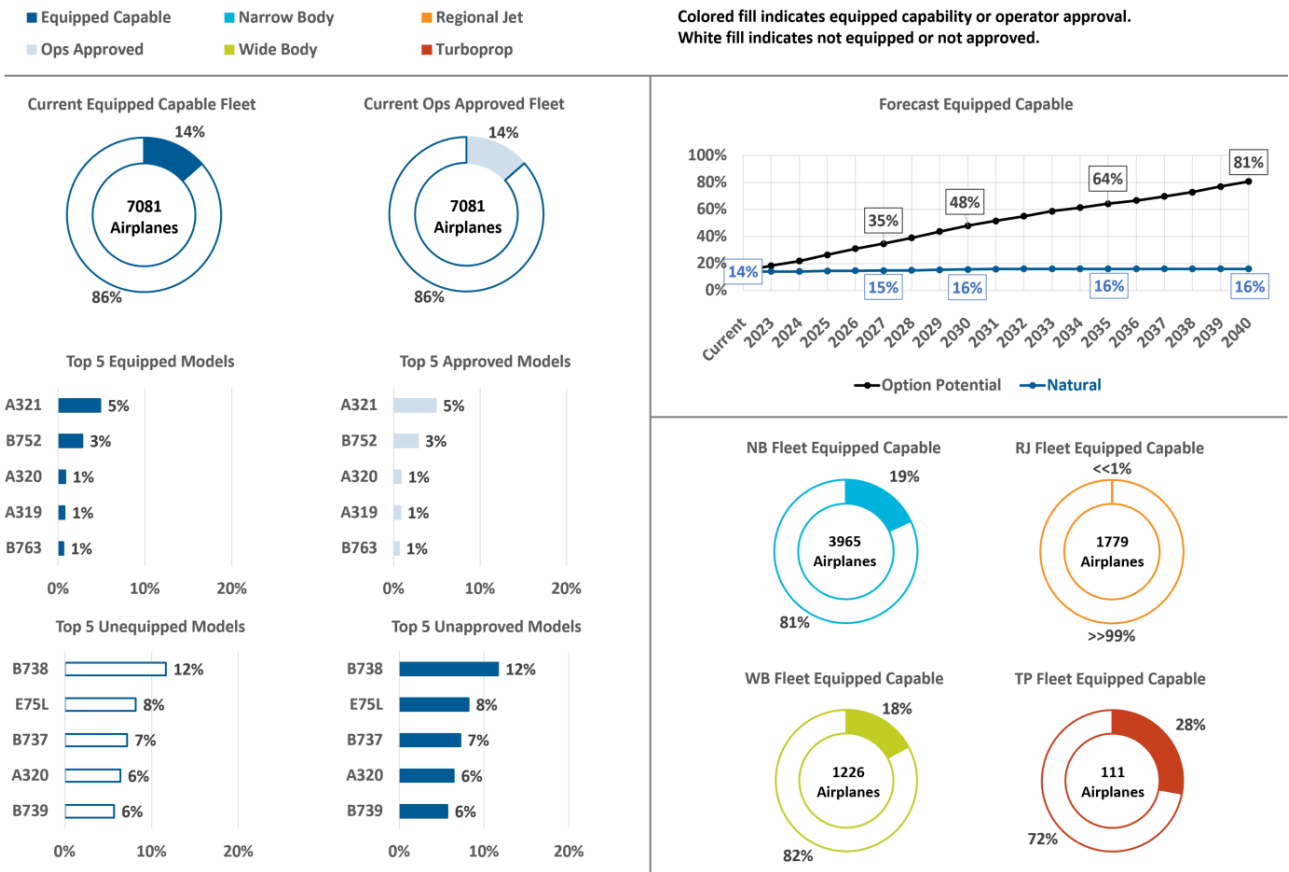 Equipped Capable
Narrow Body
Regional Jet
Ops Approved
Wide Body
Turboprop
Colored fill indicates equipped capability or operator approval.
White fill indicates not equipped or not approved.
Current Equipped Capable Fleet
14%
7081
Airplanes
86%
Current Ops Approved Fleet
14%
7081
Airplanes
86%
Top 5 Equipped Models
A321
5%
B752
3%
A320
1%
A319
1%
B763
1%
0%
10%
20%
Top 5 Approved Models
A321
5%
B752
3%
A320
1%
A319
1%
B763
1%
0%
10%
20%
Top 5 Unequipped Models
B738
12%
E75L
8%
B737
7%
A320
6%
B739
6%
0%
10%
20%
Top 5 Unapproved Models
B738
12%
E75L
8%
B737
7%
A320
6%
B739
6%
0%
10%
20%
Forecast Equipped Capable
100%
80%
60%
40%
20%
0%
14%
35%
48%
64%
81%
15%
16%
16%
16%
Current
2023
2024
2025
2026
2027
2028
2029
2030
2031
2032
2033
2034
2035
2036
2037
2038
2039
2040
Option Potential
Natural
NB Fleet Equipped Capable
19%
3965
Airplanes
81%
RJ Fleet Equipped Capable
<<1%
1779
Airplanes
>>99%
WB Fleet Equipped Capable
18%
1226
Airplanes
82%
TP Fleet Equipped Capable
28%
111
Airplanes
72%